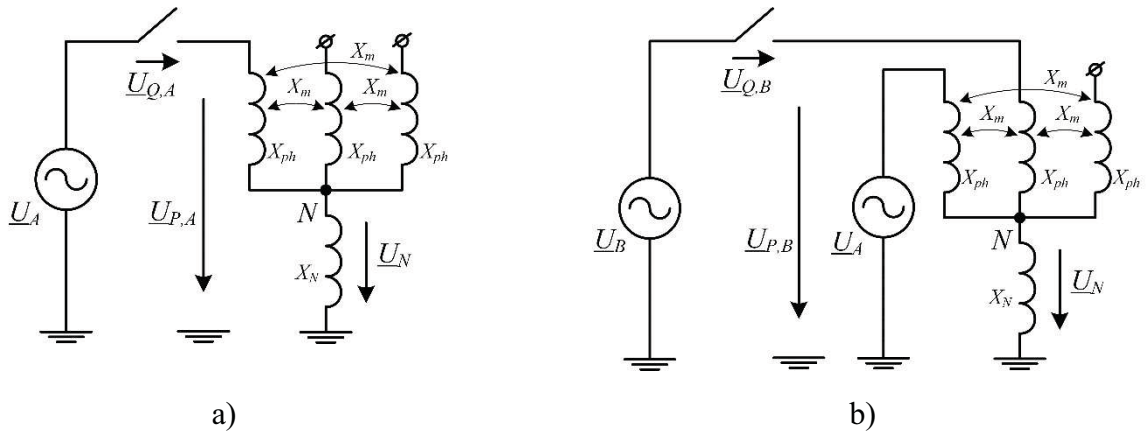 X_m
U_Q,A
X_m X_m
X_ph X_ph X_ph
U_A
U_P,A
N
U_N
X_N
a)
X_m
U_Q,B
X_m X_m
X_ph X_ph X_ph
U_B
U_P,B
U_A
N
U_N
X_N
b)